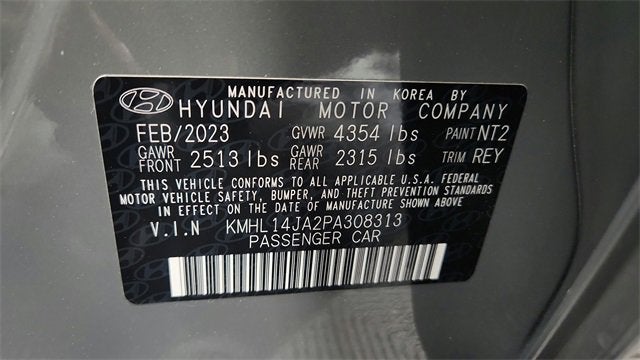 MANUFACTURED IN KOREA BY
HYUNDAI MOTOR COMPANY
FEB/2023 GVWR 4354 lbs PAINT NT2
GAWR FRONT 2513 lbs GAWR REAR 2315 lbs TRIM REY
THIS VEHICLE CONFORMS TO ALL APPLICABLE U.S.A. FEDERAL
MOTOR VEHICLE SAFETY, BUMPER, AND THEFT PREVENTION STANDARDS
IN EFFECT ON THE DATE OF MANUFACTURE SHOWN ABOVE
V.I.N KMHL14JA2PA308313
PASSENGER CAR